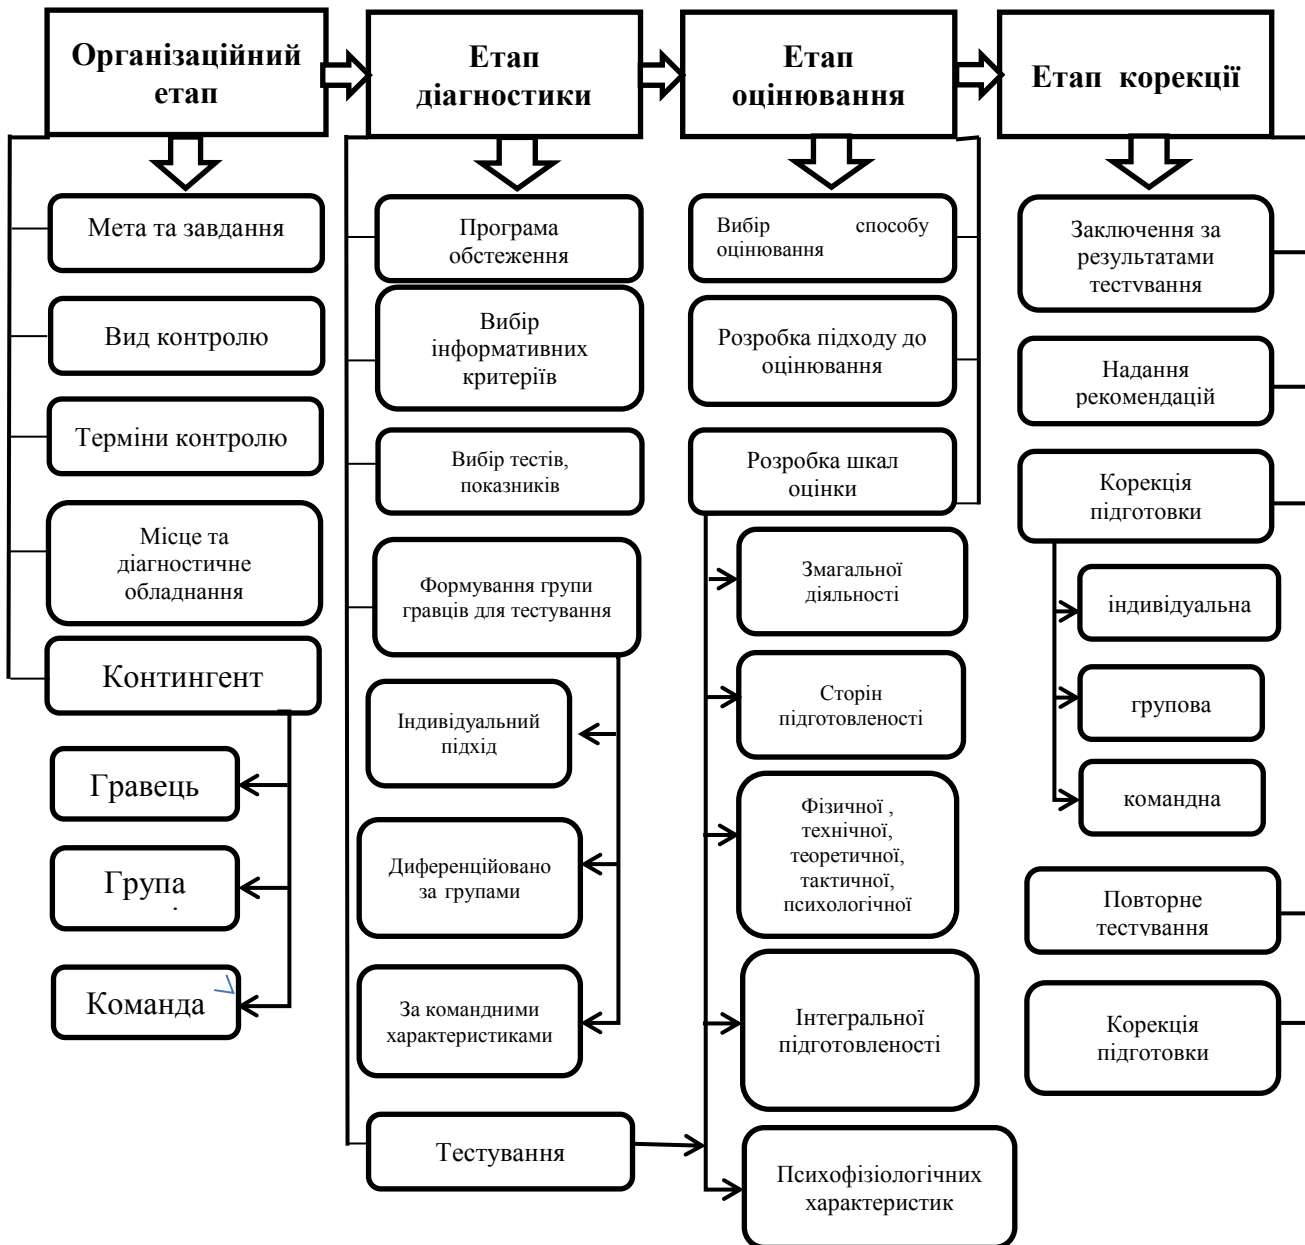 Організаційний
етап
Етап
діагностики
Етап
оцінювання
Етап корекції
Мета та завдання
Вид контролю
Терміни контролю
Місце та
діагностичне
обладнання
Контингент
Гравець
Група
Команда
Програма
обстеження
Вибір
інформативних
критеріїв
Вибір тестів,
показників
Формування групи
гравців для тестування
Індивідуальний
підхід
Диференційовано
за групами
За командними
характеристиками
Тестування
Вибір способу
оцінювання
Розробка підходу до
оцінювання
Розробка шкал
оцінки
Змагальної
діяльності
Сторін
підготовленості
Фізичної ,
технічної,
теоретичної,
тактичної,
психологічної
Інтегральної
підготовленості
Психофізіологічних
характеристик
Заключення за
результатами
тестування
Надання
рекомендацій
Корекція
підготовки
індивідуальна
групова
командна
Повторне
тестування
Корекція
підготовки